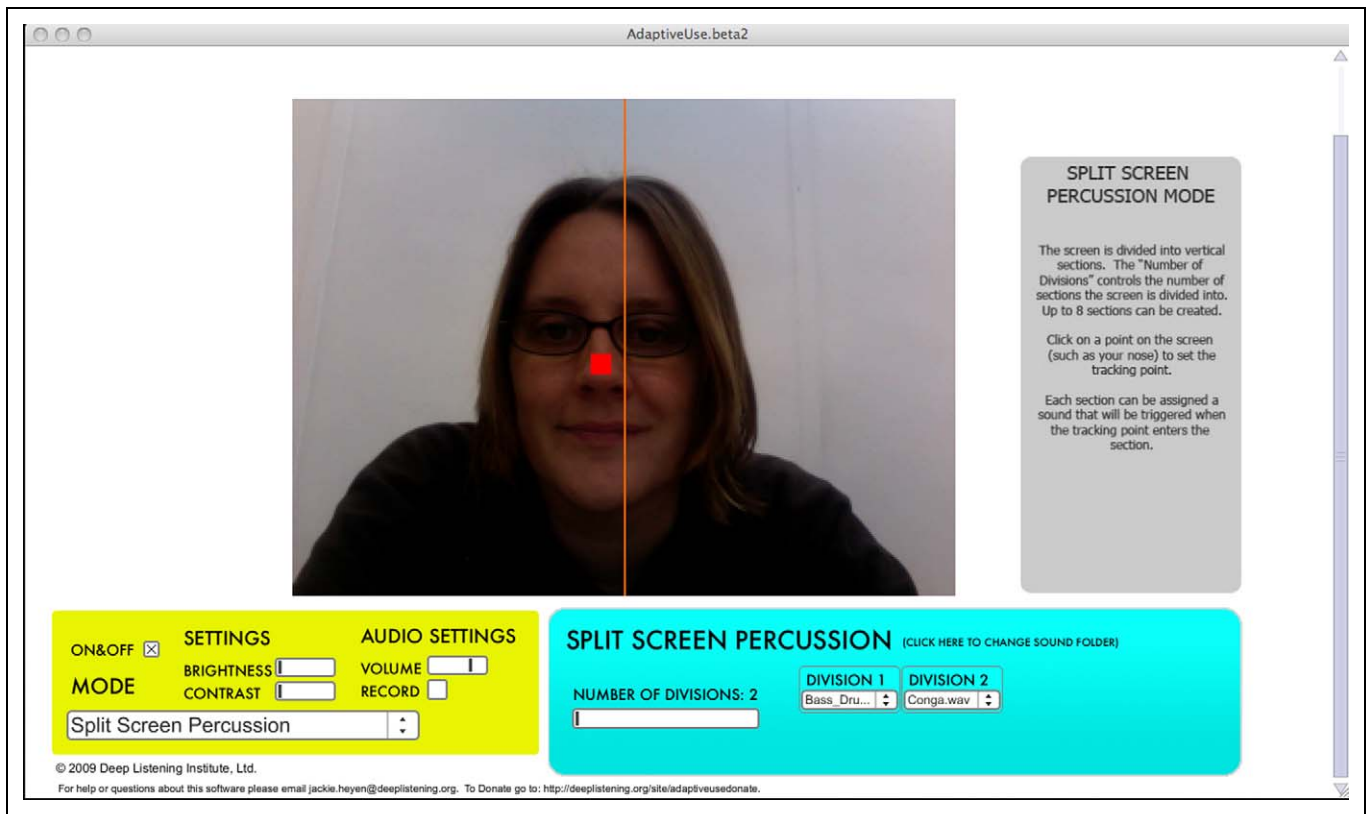 AdaptiveUse.beta2
SPLIT SCREEN
PERCUSSION MODE
The screen is divided into vertical
sections. The "Number of
Divisions" controls the number of
sections the screen is divided into.
Up to 8 sections can be created.
Click on a point on the screen
(such as your nose) to set the
tracking point.
Each section can be assigned a
sound that will be triggered when
the tracking point enters the
section.
ON&OFF
SETTINGS
BRIGHTNESS
CONTRAST
AUDIO SETTINGS
VOLUME
RECORD
MODE
Split Screen Percussion
SPLIT SCREEN PERCUSSION (CLICK HERE TO CHANGE SOUND FOLDER)
NUMBER OF DIVISIONS: 2
DIVISION 1
Bass_Dru...
DIVISION 2
Conga.wav
© 2009 Deep Listening Institute, Ltd.
For help or questions about this software please email jackie.heyen@deeplistening.org. To Donate go to: http://deeplistening.org/site/adaptiveusedonate.